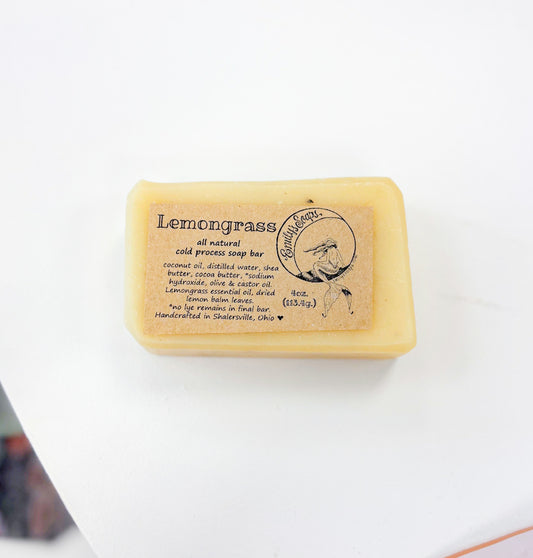 Lemongrass
all natural
cold process soap bar
coconut oil, distilled water, shea
butter, cocoa butter, *sodium
hydroxide, olive & castor oil.
Lemongrass essential oil, dried
lemon balm leaves.
*no lye remains in final bar.
Handcrafted in Shalersville, Ohio ♥
Emily's Soaps
4oz.
(113.4g.)